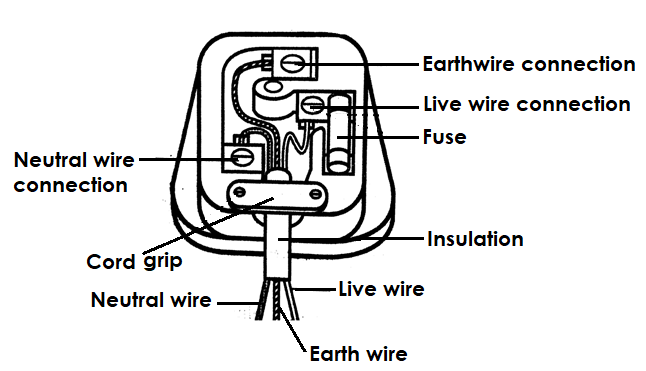 Earthwire connection
Live wire connection
Fuse
Neutral wire
connection
Insulation
Cord grip
Live wire
Neutral wire
Earth wire